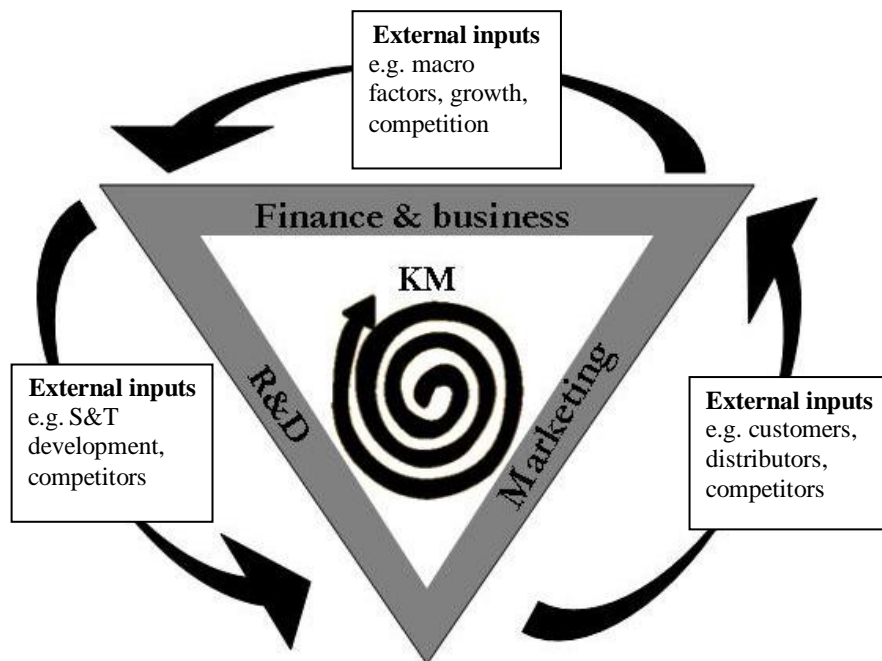 External inputs
e.g. macro
factors, growth,
competition
Finance & business
KM
R&D
Marketing
External inputs
e.g. S&T
development,
competitors
External inputs
e.g. customers,
distributors,
competitors